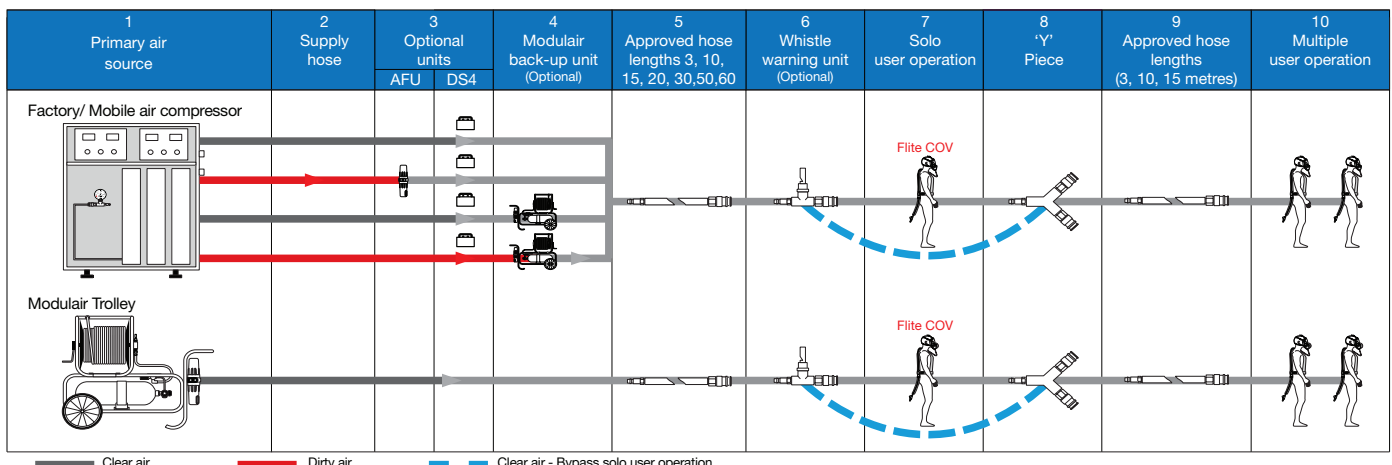 1
Primary air
source
2
Supply
hose
3
Optional
units
AFU
DS4
4
Modulair
back-up unit
(Optional)
5
Approved hose
lengths 3, 10,
15, 20, 30,50,60
6
Whistle
warning unit
(Optional)
7
Solo
user operation
8
‘Y’
Piece
9
Approved hose
lengths
(3, 10, 15 metres)
10
Multiple
user operation
Factory/ Mobile air compressor
Flite COV
Modulair Trolley
Flite COV
Clear air
Dirty air
Clear air - Bypass solo user operation